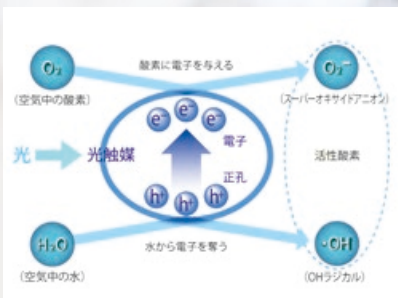 O₂
酸素に電子を与える
O₂⁻
(空気中の酸素)
(スーパーオキサイドアニオン)
e⁻ e⁻ e⁻
電子
光
光触媒
活性酸素
正孔
h⁺ h⁺ h⁺
H₂O
水から電子を奪う
·OH
(空気中の水)
(OHラジカル)